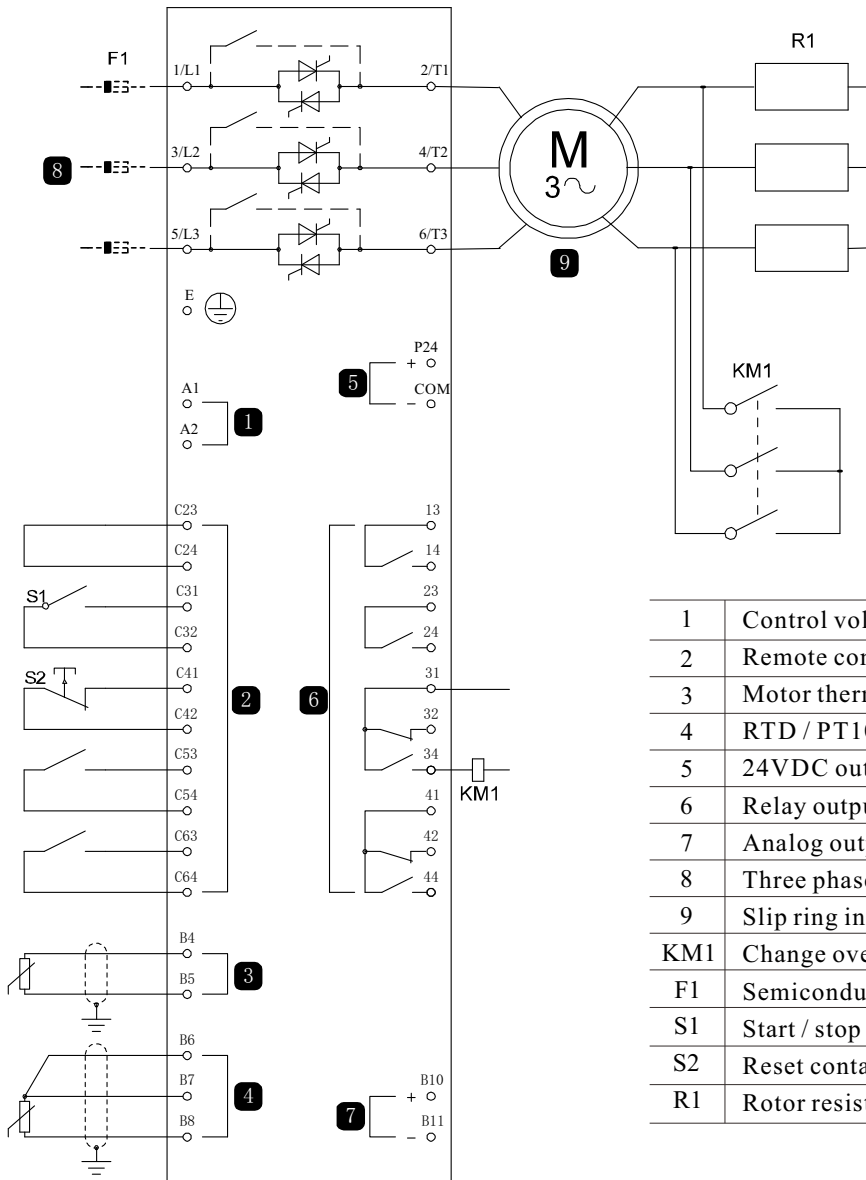 F1
1/L1
2/T1
R1
3/L2
4/T2
8
M
3
5/L3
6/T3
9
E
P24
+
5
COM
−
A1
1
A2
KM1
C23
13
C24
14
C31
23
S1
C32
24
C41
31
S2
2
6
C42
32
C53
34
KM1
C54
41
C63
42
C64
44
B4
3
B5
B6
B7
4
B8
B10
+
7
B11
−
1 Control vol
2 Remote con
3 Motor ther
4 RTD / PT10
5 24VDC out
6 Relay outp
7 Analog out
8 Three phase
9 Slip ring in
KM1 Change ove
F1 Semicondu
S1 Start / stop
S2 Reset conta
R1 Rotor resist